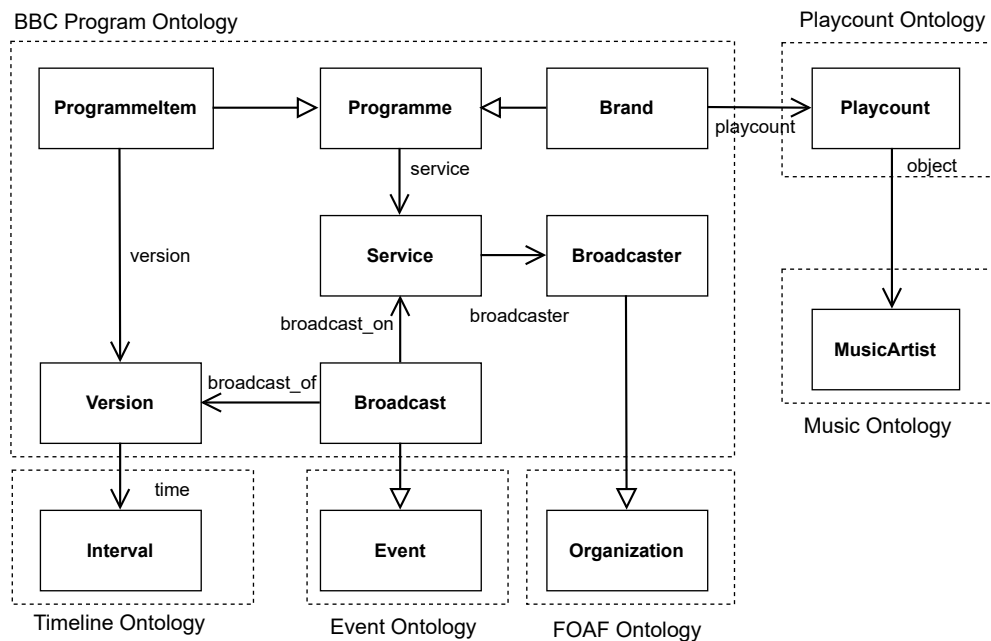 BBC Program Ontology
Playcount Ontology
ProgrammeItem
Programme
Brand
playcount
Playcount
service
object
version
Service
Broadcaster
broadcast_on
broadcaster
MusicArtist
broadcast_of
Version
Broadcast
Music Ontology
time
Interval
Event
Organization
Timeline Ontology
Event Ontology
FOAF Ontology